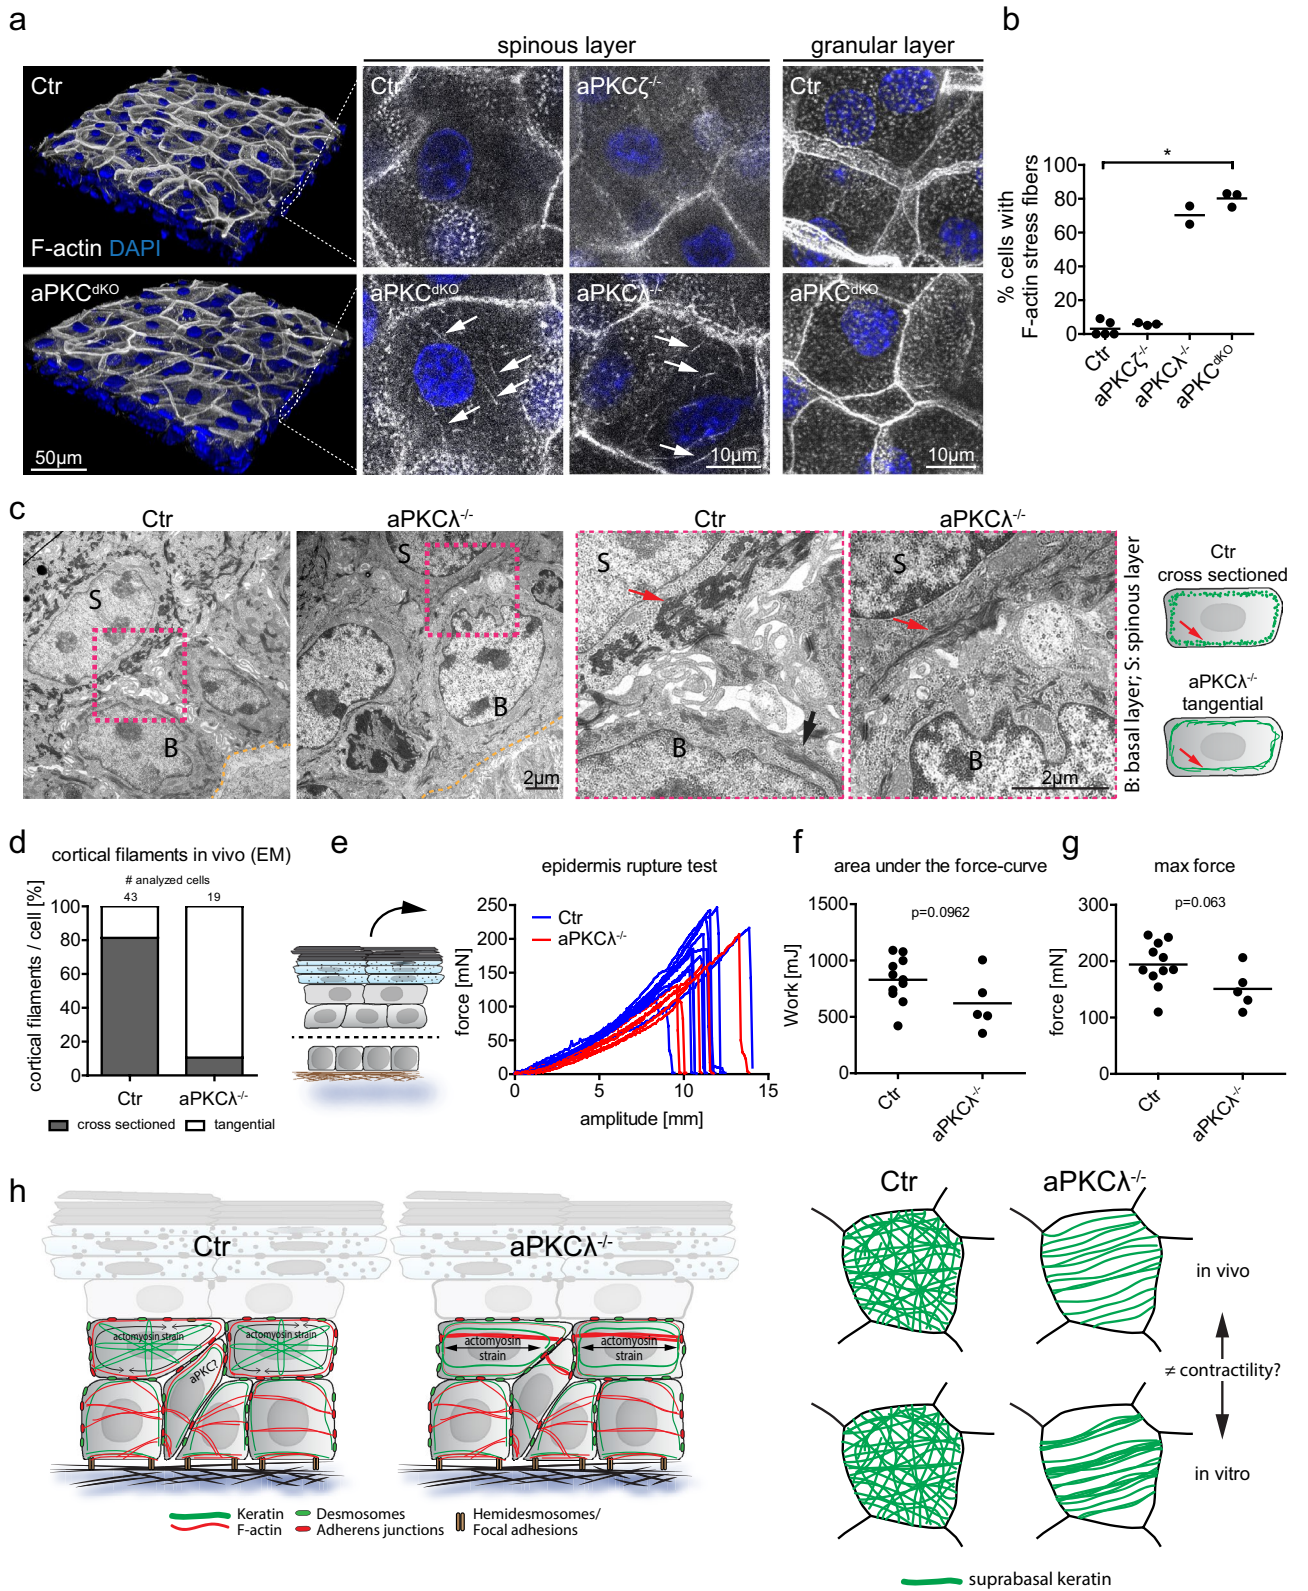 a
spinous layer
granular layer
Ctr
Ctr
aPKCζ-/-
Ctr
F-actin DAPI
aPKCdKO
aPKCdKO
aPKCλ-/-
aPKCdKO
50µm
10µm
10µm
b
*
% cells with
F-actin stress fibers
100
80
60
40
20
0
Ctr
aPKCζ-/-
aPKCλ-/-
aPKCdKO
c
Ctr
aPKCλ-/-
Ctr
aPKCλ-/-
S
B
S
B
2µm
S
B
S
B
2µm
B: basal layer; S: spinous layer
Ctr
cross sectioned
aPKCλ-/-
tangential
d
cortical filaments in vivo (EM)
# analyzed cells
43
19
cortical filaments / cell [%]
100
80
60
40
20
0
Ctr
aPKCλ-/-
cross sectioned
tangential
e
epidermis rupture test
Ctr
aPKCλ-/-
force [mN]
250
200
150
100
50
0
0
5
10
15
amplitude [mm]
f
area under the force-curve
p=0.0962
Work [mJ]
1500
1000
500
0
Ctr
aPKCλ-/-
g
max force
p=0.063
force [mN]
300
200
100
0
Ctr
aPKCλ-/-
h
Ctr
actomyosin strain
actomyosin strain
aPKC?
aPKCλ-/-
actomyosin
strain
actomyosin
strain
Keratin
F-actin
Desmosomes
Adherens junctions
Hemidesmosomes/
Focal adhesions
Ctr
aPKCλ-/-
in vivo
≠ contractility?
in vitro
suprabasal keratin